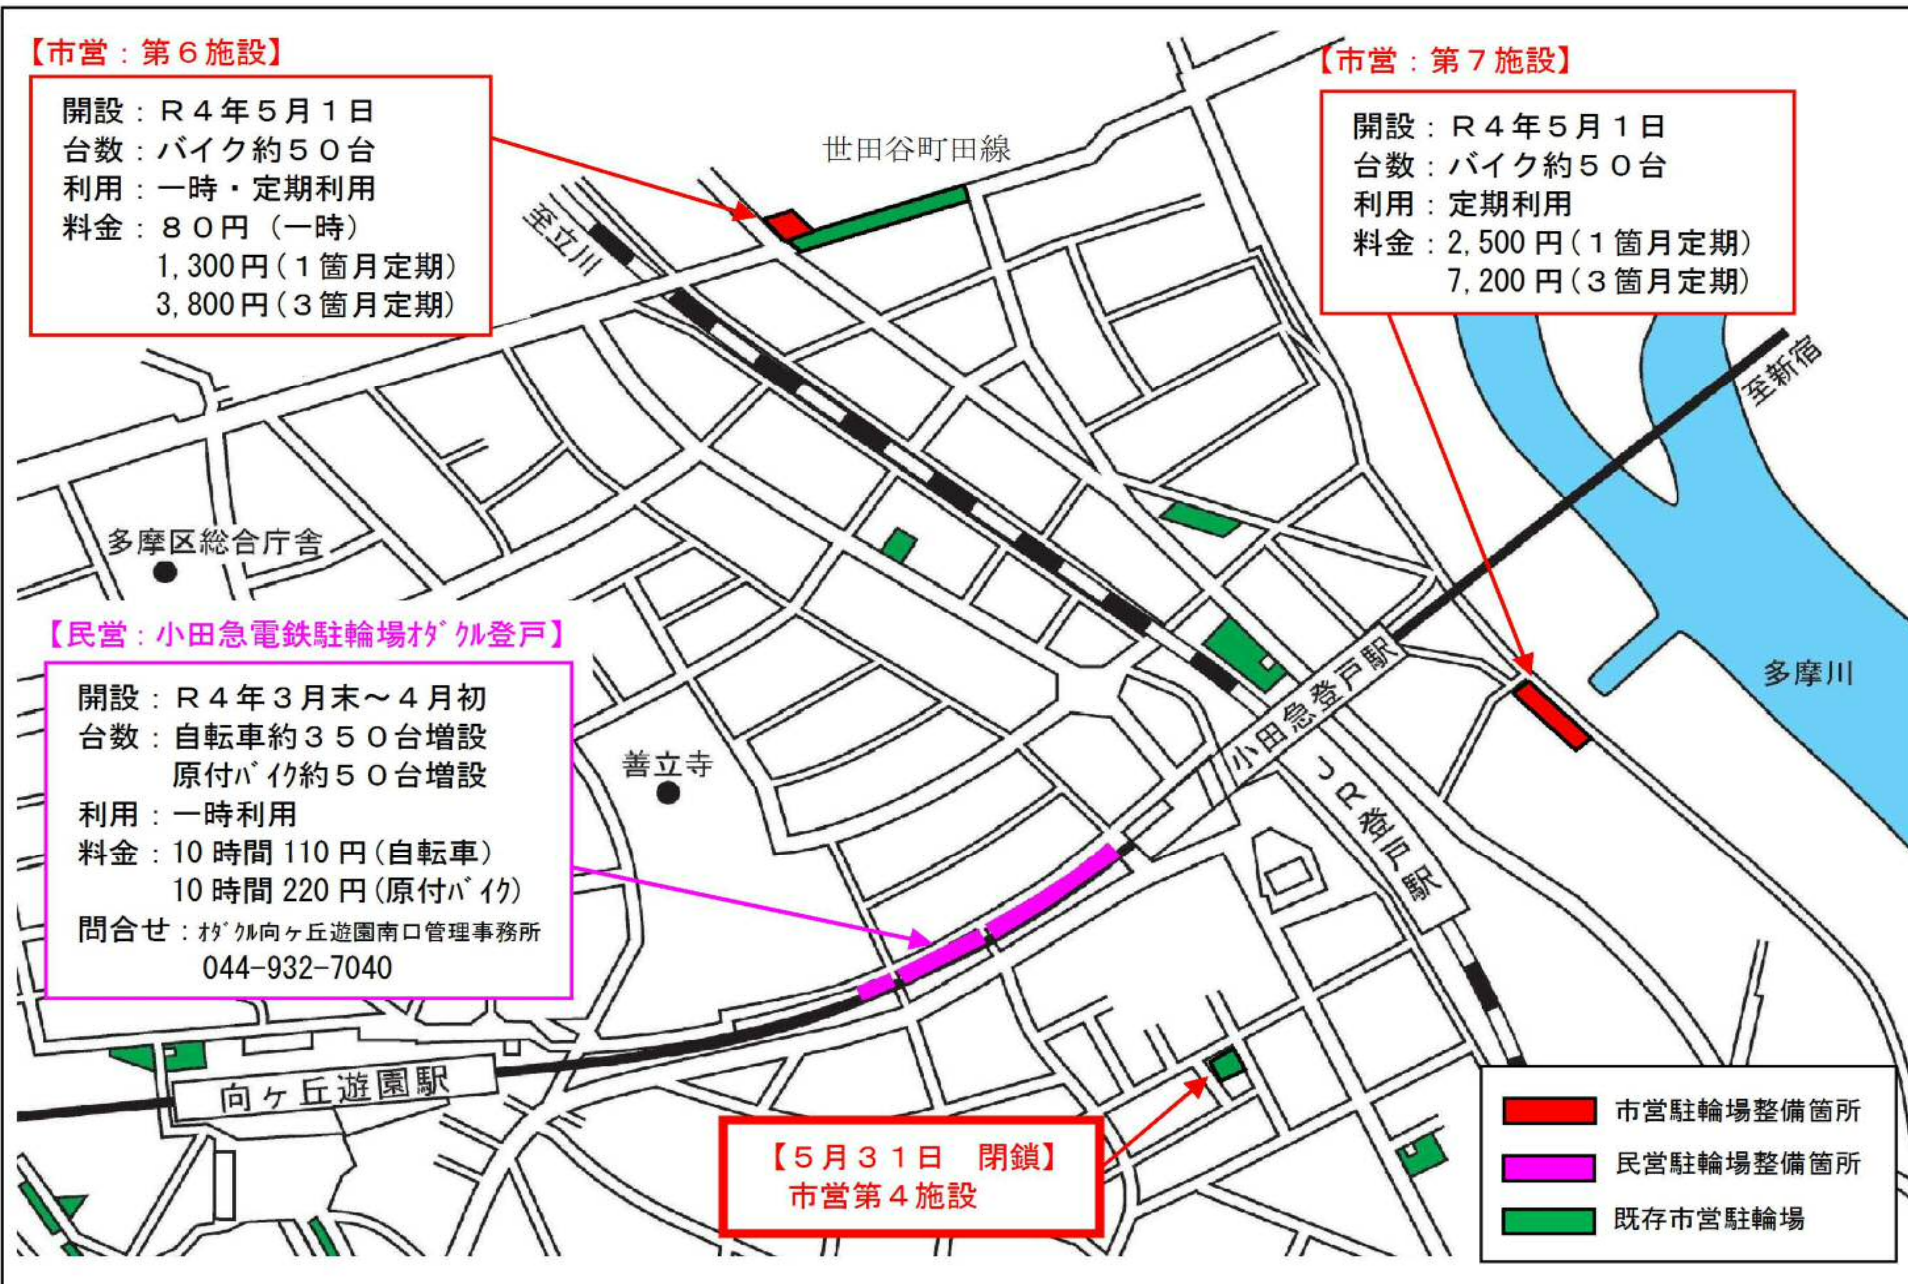 【市営：第６施設】
開設：Ｒ４年５月１日
台数：バイク約５０台
利用：一時・定期利用
料金：８０円（一時）
1,300円(１箇月定期)
3,800円(３箇月定期)
【市営：第７施設】
開設：Ｒ４年５月１日
台数：バイク約５０台
利用：定期利用
料金：2,500円(１箇月定期)
7,200円(３箇月定期)
世田谷町田線
至立川
至新宿
多摩区総合庁舎
【民営：小田急電鉄駐輪場ｵﾀﾞｸﾙ登戸】
開設：Ｒ４年３月末～４月初
台数：自転車約３５０台増設
原付ﾊﾞｲｸ約５０台増設
利用：一時利用
料金：10時間110円(自転車)
10時間220円(原付ﾊﾞｲｸ)
問合せ：ｵﾀﾞｸﾙ向ヶ丘遊園南口管理事務所
044-932-7040
善立寺
小田急登戸駅
ＪＲ登戸駅
多摩川
向ヶ丘遊園駅
【５月３１日　閉鎖】
市営第４施設
市営駐輪場整備箇所
民営駐輪場整備箇所
既存市営駐輪場